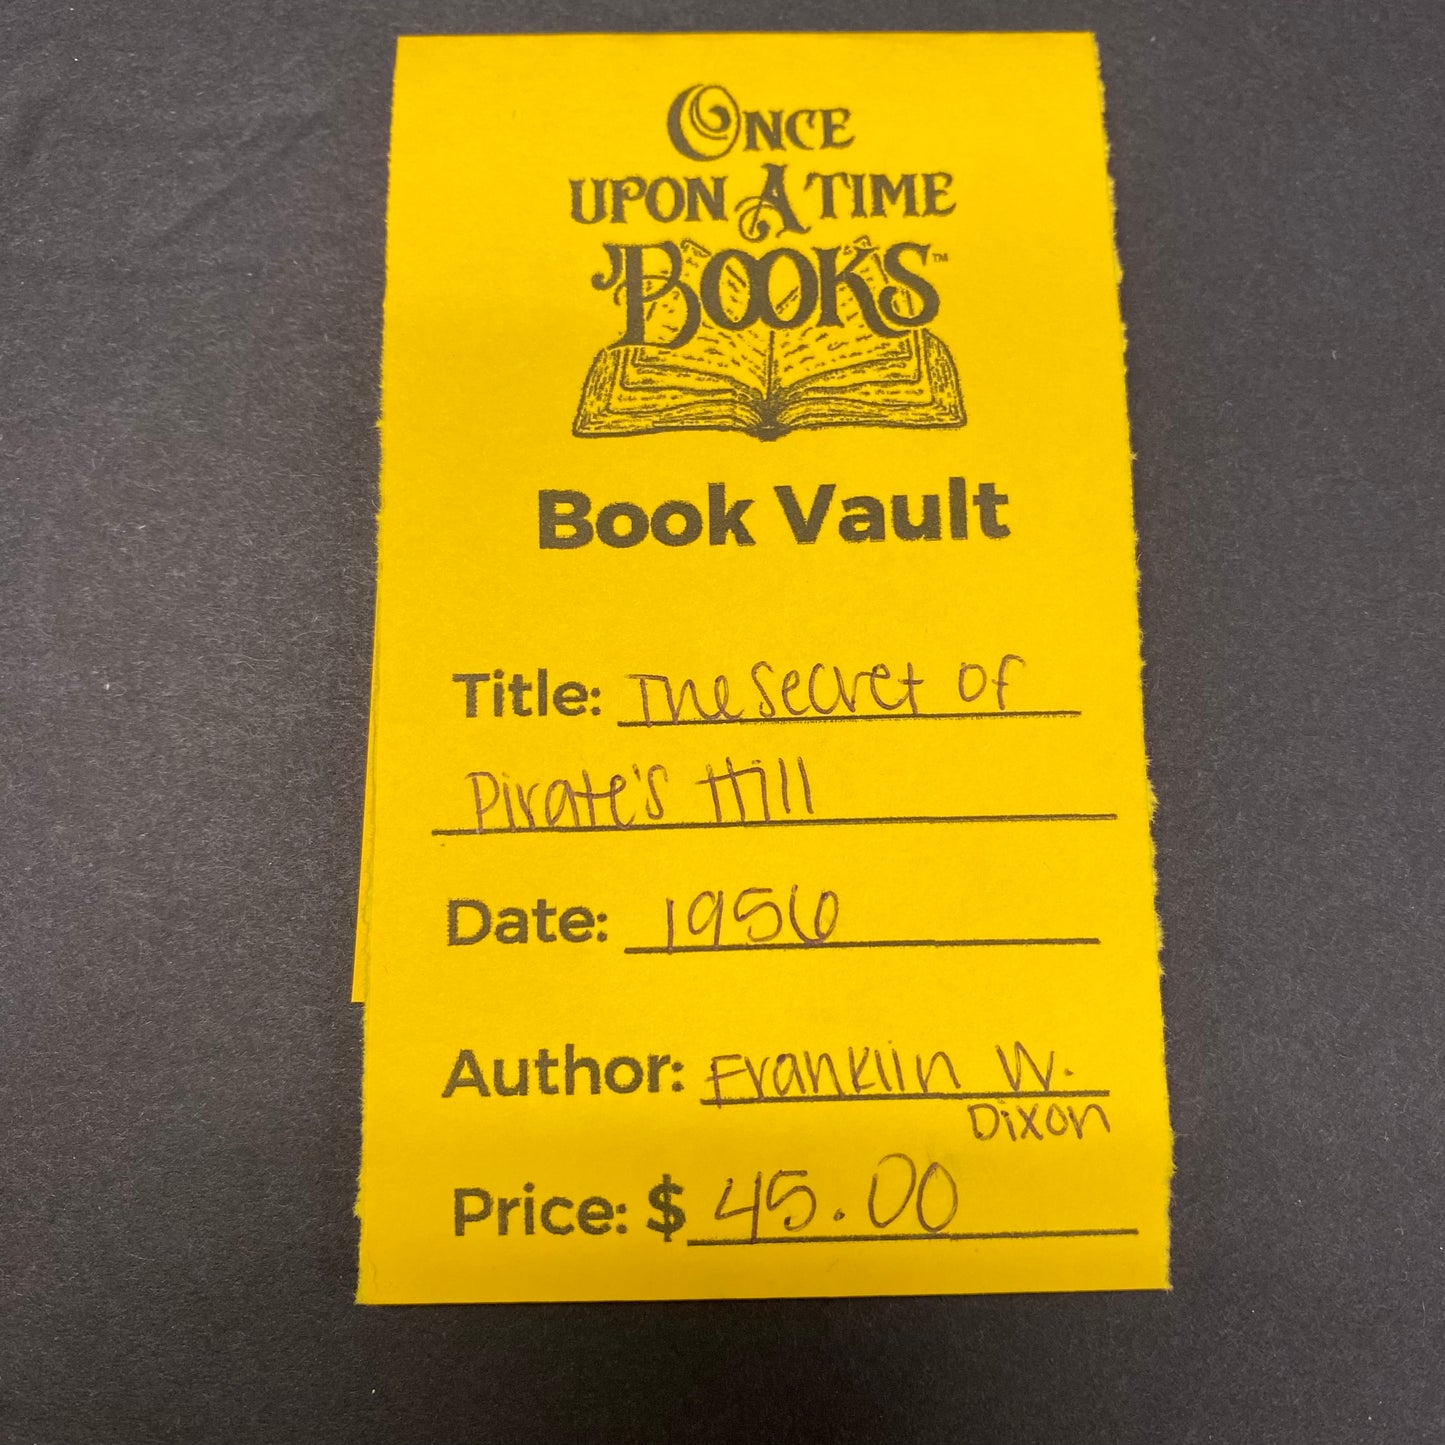 Once
upon A time
Books™
Book Vault
Title: The Secret Of
Pirate's Hill
Date: 1956
Author: Franklin W.
Dixon
Price: $ 45.00